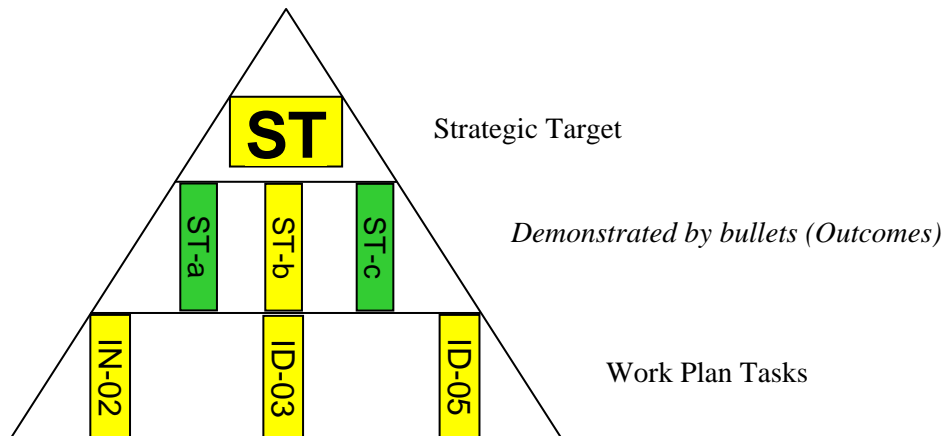 ST
Strategic Target
ST-a
ST-b
ST-c
Demonstrated by bullets (Outcomes)
IN-02
ID-03
ID-05
Work Plan Tasks